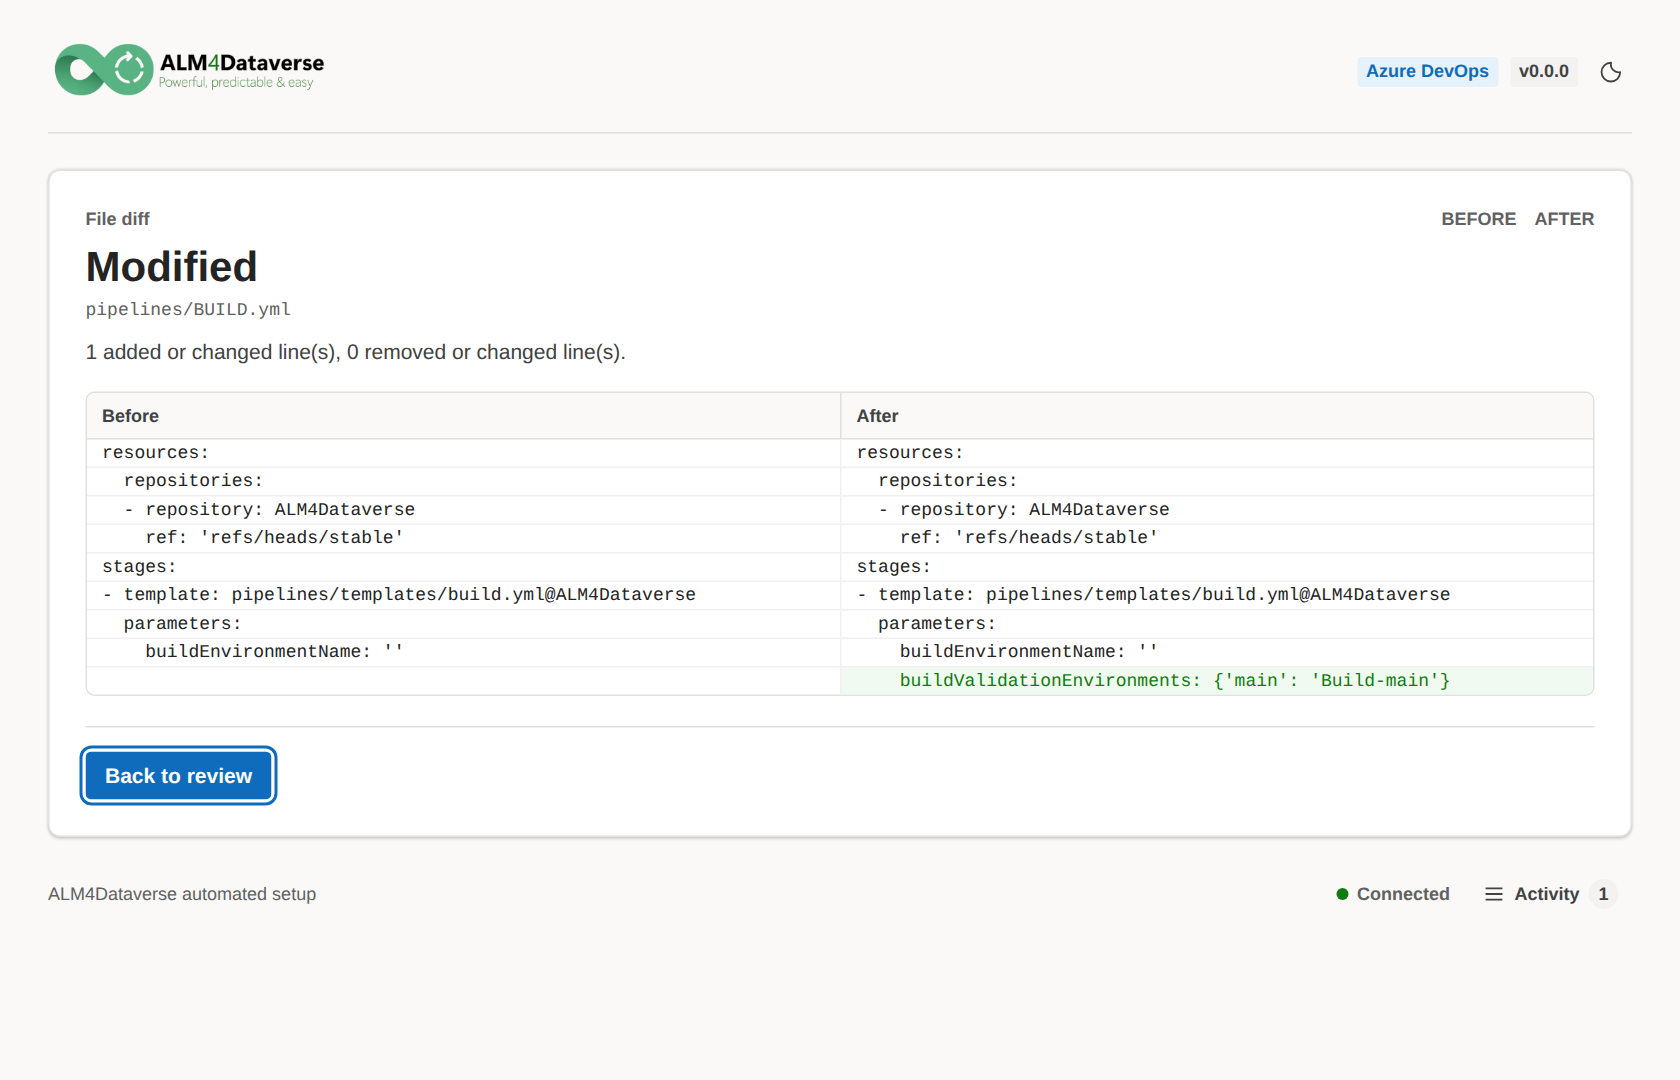 ALM4Dataverse
Powerful, predictable & easy
Azure DevOps v0.0.0
File diff
BEFORE AFTER
Modified
pipelines/BUILD.yml
1 added or changed line(s), 0 removed or changed line(s).
Before After
resources: resources:
repositories: repositories:
- repository: ALM4Dataverse - repository: ALM4Dataverse
ref: 'refs/heads/stable' ref: 'refs/heads/stable'
stages: stages:
- template: pipelines/templates/build.yml@ALM4Dataverse - template: pipelines/templates/build.yml@ALM4Dataverse
parameters: parameters:
buildEnvironmentName: '' buildEnvironmentName: ''
buildValidationEnvironments: {'main': 'Build-main'}
Back to review
ALM4Dataverse automated setup
Connected Activity 1